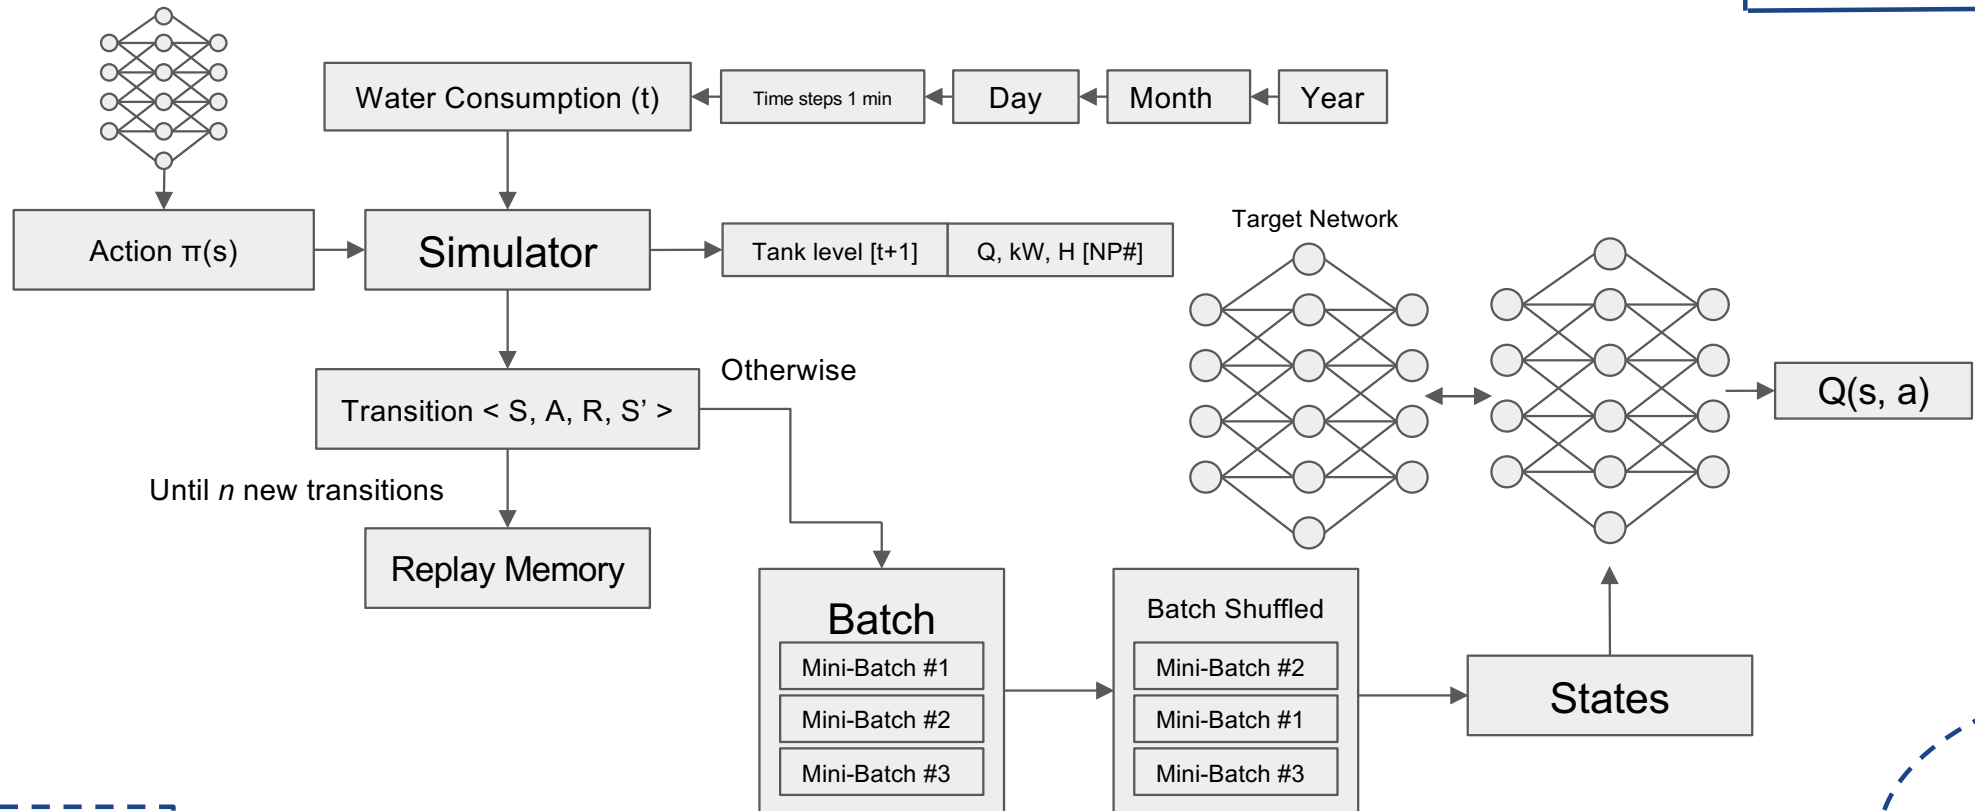 Water Consumption (t)
Time steps 1 min
Day
Month
Year
Action π(s)
Simulator
Tank level [t+1]
Q, kW, H [NP#]
Target Network
Transition < S, A, R, S’ >
Otherwise
Q(s, a)
Until n new transitions
Replay Memory
Batch
Mini-Batch #1
Mini-Batch #2
Mini-Batch #3
Batch Shuffled
Mini-Batch #2
Mini-Batch #1
Mini-Batch #3
States